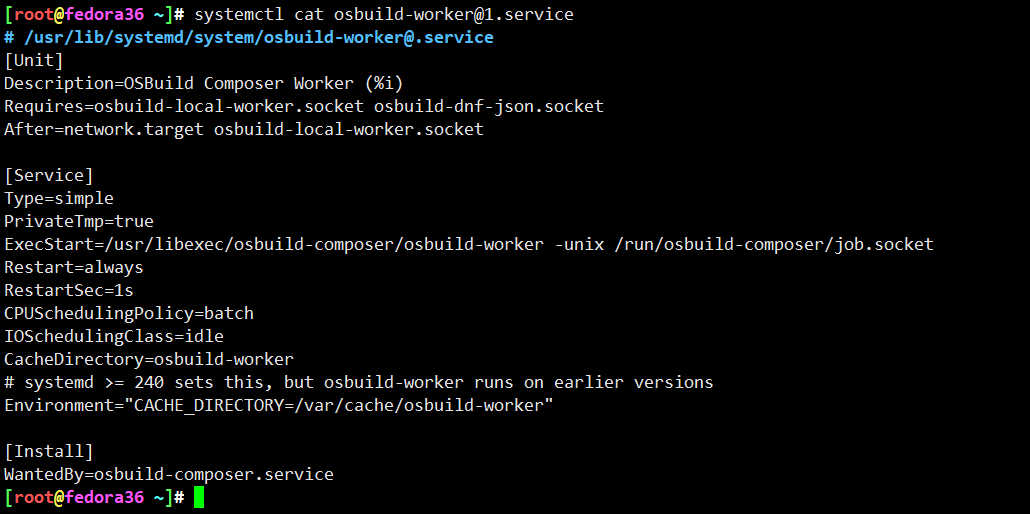 [root@fedora36 ~]# systemctl cat osbuild-worker@1.service
# /usr/lib/systemd/system/osbuild-worker@.service
[Unit]
Description=OSBuild Composer Worker (%i)
Requires=osbuild-local-worker.socket osbuild-dnf-json.socket
After=network.target osbuild-local-worker.socket

[Service]
Type=simple
PrivateTmp=true
ExecStart=/usr/libexec/osbuild-composer/osbuild-worker -unix /run/osbuild-composer/job.socket
Restart=always
RestartSec=1s
CPUSchedulingPolicy=batch
IOSchedulingClass=idle
CacheDirectory=osbuild-worker
# systemd >= 240 sets this, but osbuild-worker runs on earlier versions
Environment="CACHE_DIRECTORY=/var/cache/osbuild-worker"

[Install]
WantedBy=osbuild-composer.service
[root@fedora36 ~]#